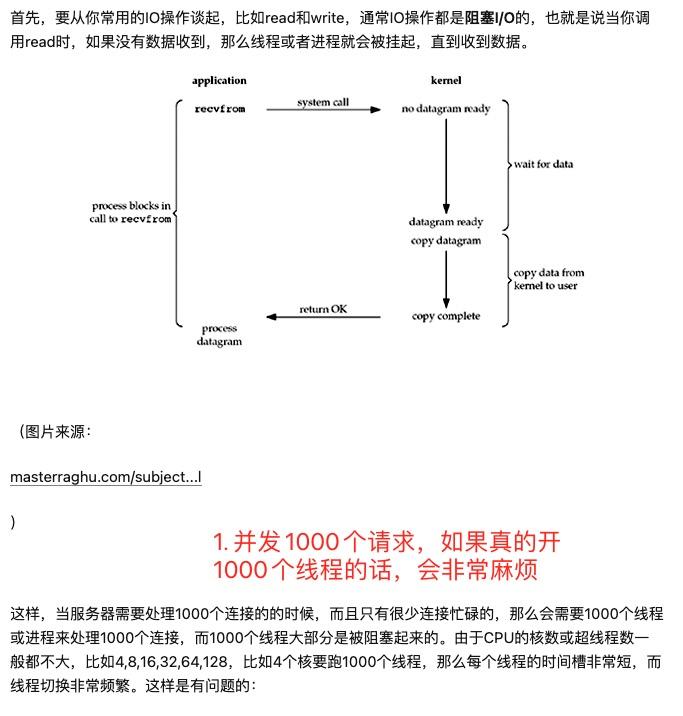 首先，要从你常用的IO操作谈起，比如read和write，通常IO操作都是阻塞I/O的，也就是说当你调
用read时，如果没有数据收到，那么线程或者进程就会被挂起，直到收到数据。
application
kernel
recvfrom
system call
no datagram ready
wait for data
process blocks in
call to recvfrom
datagram ready
copy datagram
copy data from
kernel to user
return OK
copy complete
process
datagram
（图片来源：
masterraghu.com/subject...l
）
1. 并发1000个请求，如果真的开
1000个线程的话，会非常麻烦
这样，当服务器需要处理1000个连接的的时候，而且只有很少连接忙碌的，那么会需要1000个线程
或进程来处理1000个连接，而1000个线程大部分是被阻塞起来的。由于CPU的核数或超线程数一
般都不大，比如4,8,16,32,64,128，比如4个核要跑1000个线程，那么每个线程的时间槽非常短，而
线程切换非常频繁。这样是有问题的：